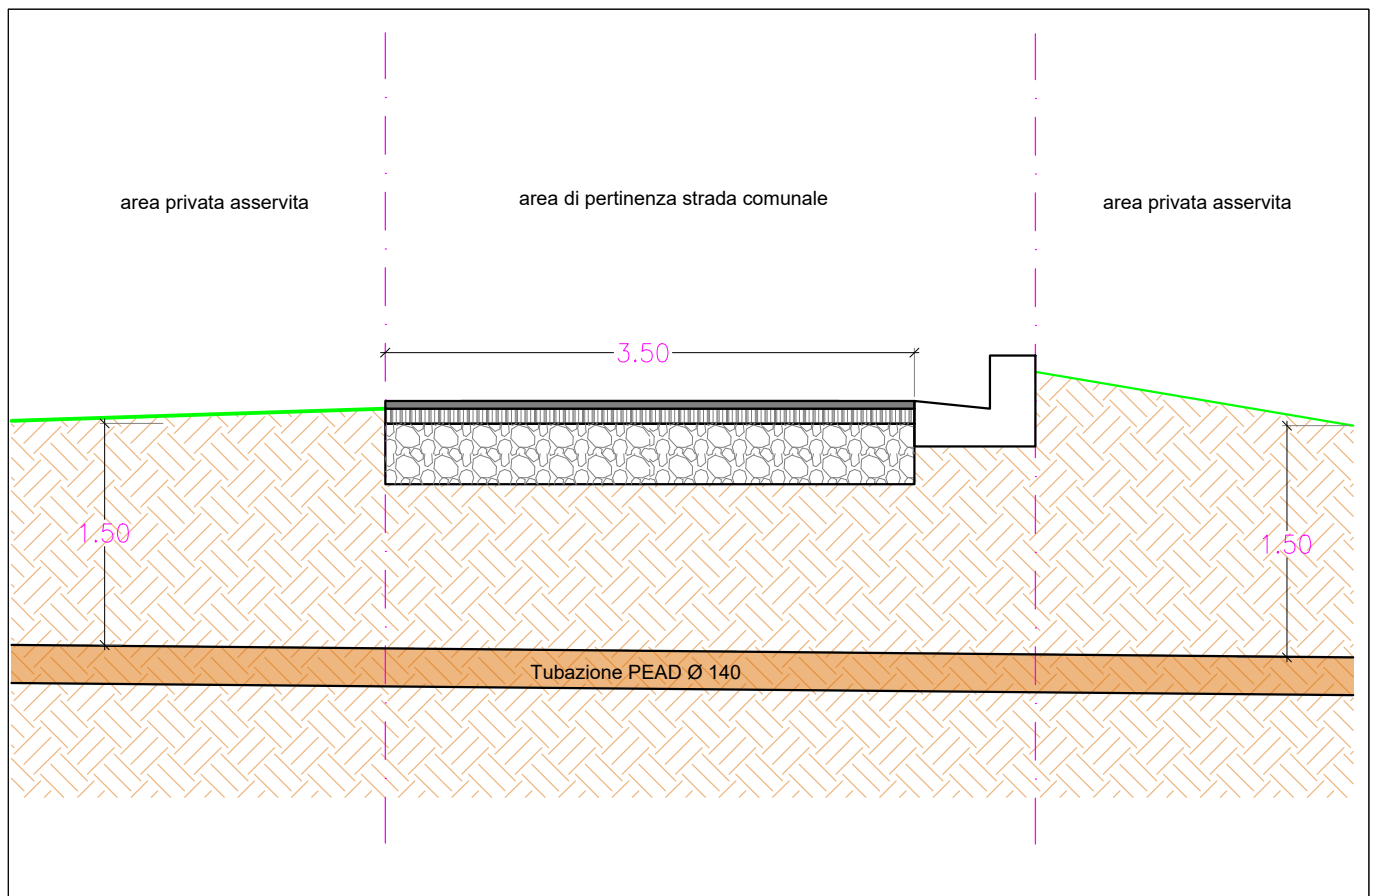 area privata asservita
area di pertinenza strada comunale
area privata asservita
3.50
1.50
1.50
Tubazione PEAD Ø 140